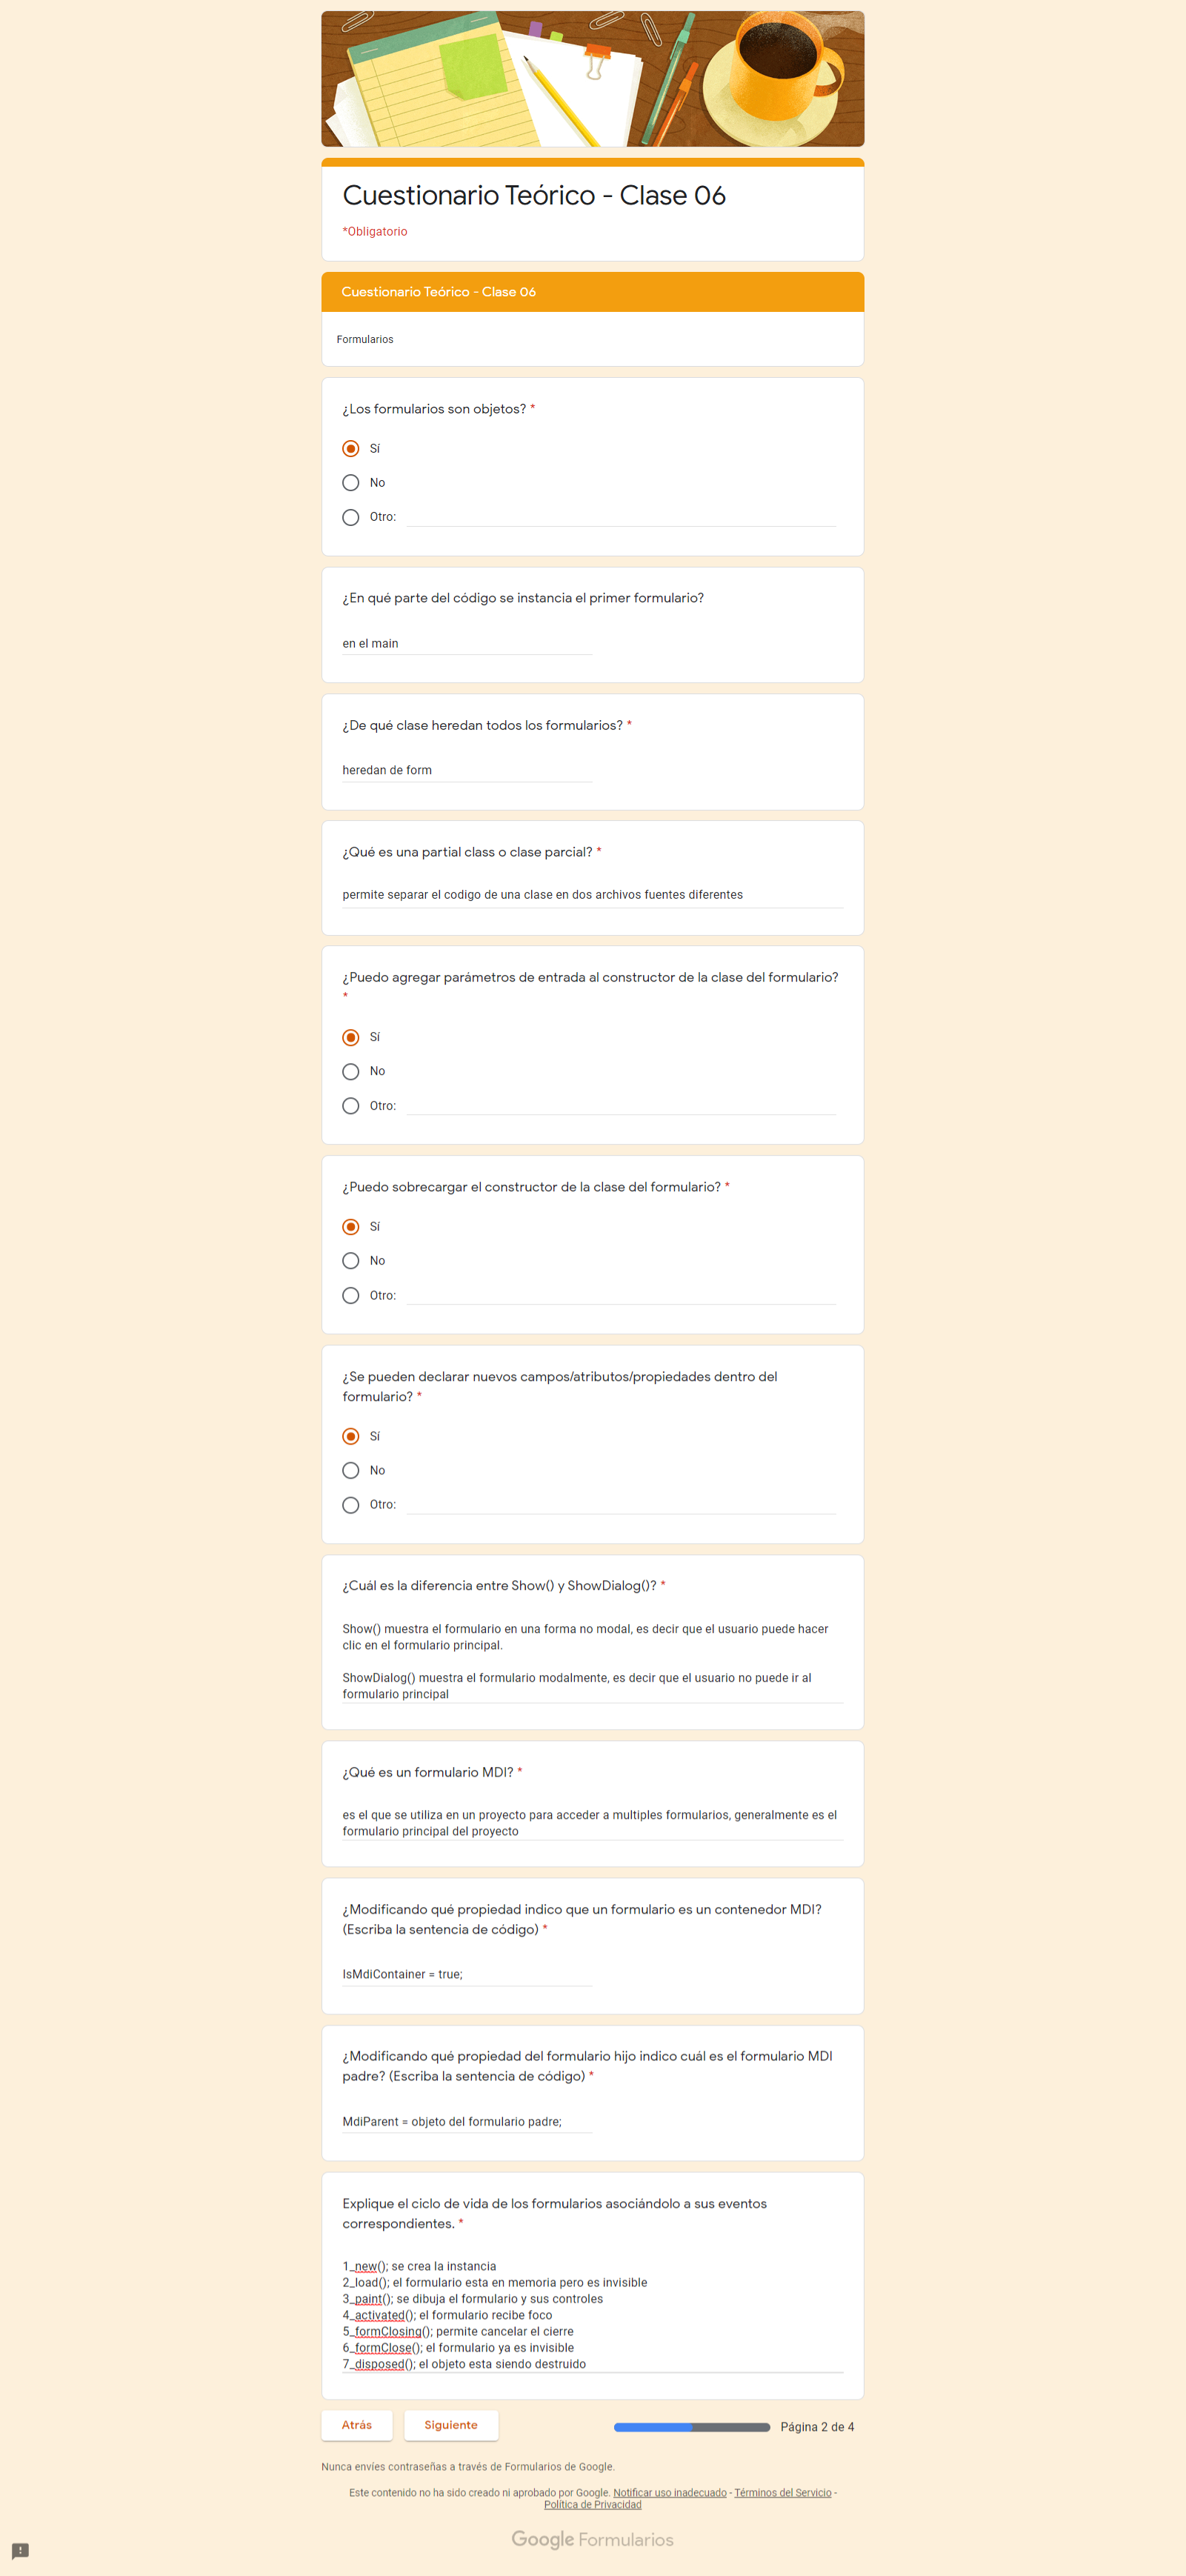 Cuestionario Teórico - Clase 06
*Obligatorio
Cuestionario Teórico - Clase 06
Formularios
¿Los formularios son objetos? *
Sí
No
Otro:
¿En qué parte del código se instancia el primer formulario?
en el main
¿De qué clase heredan todos los formularios? *
heredan de form
¿Qué es una partial class o clase parcial? *
permite separar el codigo de una clase en dos archivos fuentes diferentes
¿Puedo agregar parámetros de entrada al constructor de la clase del formulario?
*
Sí
No
Otro:
¿Puedo sobrecargar el constructor de la clase del formulario? *
Sí
No
Otro:
¿Se pueden declarar nuevos campos/atributos/propiedades dentro del
formulario? *
Sí
No
Otro:
¿Cuál es la diferencia entre Show() y ShowDialog()? *
Show() muestra el formulario en una forma no modal, es decir que el usuario puede hacer
clic en el formulario principal.
ShowDialog() muestra el formulario modalmente, es decir que el usuario no puede ir al
formulario principal
¿Qué es un formulario MDI? *
es el que se utiliza en un proyecto para acceder a multiples formularios, generalmente es el
formulario principal del proyecto
¿Modificando qué propiedad indico que un formulario es un contenedor MDI?
(Escriba la sentencia de código) *
IsMdiContainer = true;
¿Modificando qué propiedad del formulario hijo indico cuál es el formulario MDI
padre? (Escriba la sentencia de código) *
MdiParent = objeto del formulario padre;
Explique el ciclo de vida de los formularios asociándolo a sus eventos
correspondientes. *
1_new(); se crea la instancia
2_load(); el formulario esta en memoria pero es invisible
3_paint(); se dibuja el formulario y sus controles
4_activated(); el formulario recibe foco
5_formClosing(); permite cancelar el cierre
6_formClose(); el formulario ya es invisible
7_disposed(); el objeto esta siendo destruido
Atrás
Siguiente
Página 2 de 4
Nunca envíes contraseñas a través de Formularios de Google.
Este contenido no ha sido creado ni aprobado por Google. Notificar uso inadecuado - Términos del Servicio -
Política de Privacidad
Google Formularios